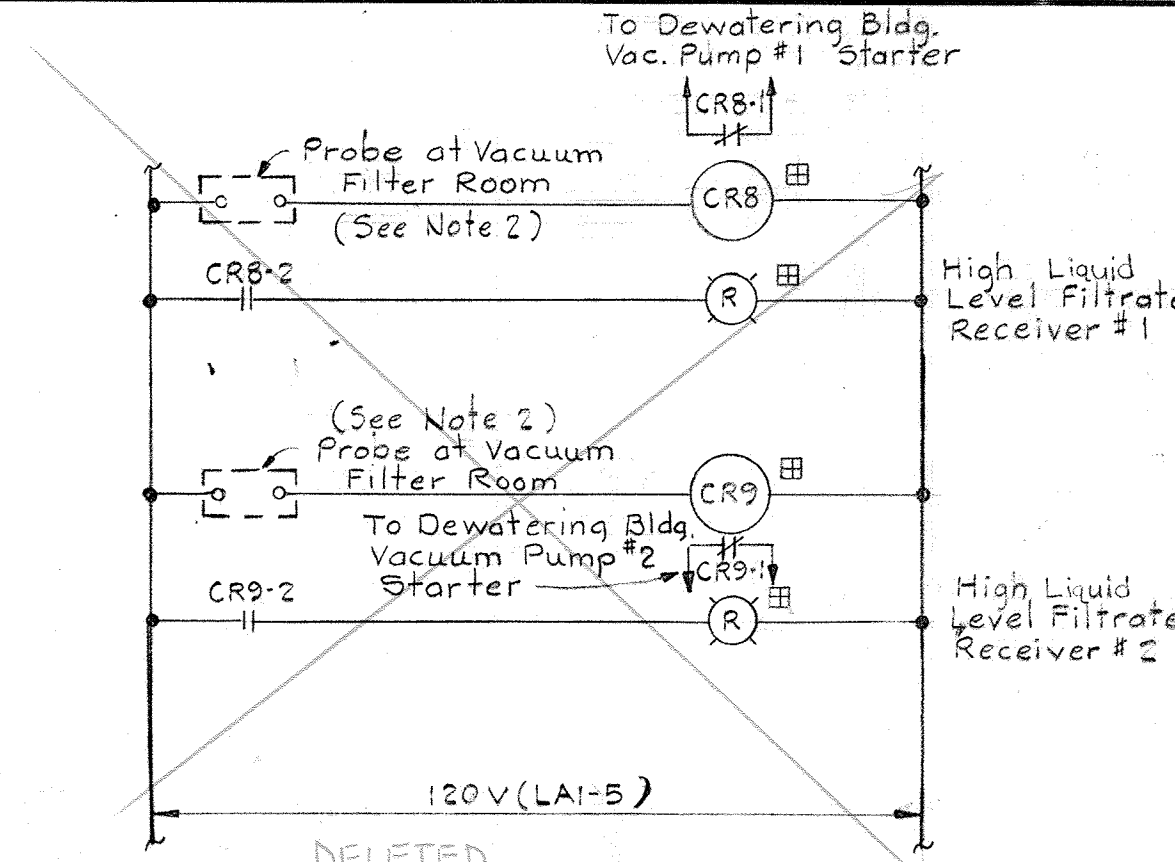 To Dewatering Bldg.
Vac. Pump #1 Starter
CR8-1
Probe at Vacuum
Filter Room
(See Note 2)
CR8
CR8-2
R
High Liquid
Level Filtrate
Receiver #1
(See Note 2)
Probe at Vacuum
Filter Room
CR9
To Dewatering Bldg.
Vacuum Pump #2
Starter
CR9-1
CR9-2
R
High Liquid
Level Filtrate
Receiver #2
120V (LA1-5)
DELETED